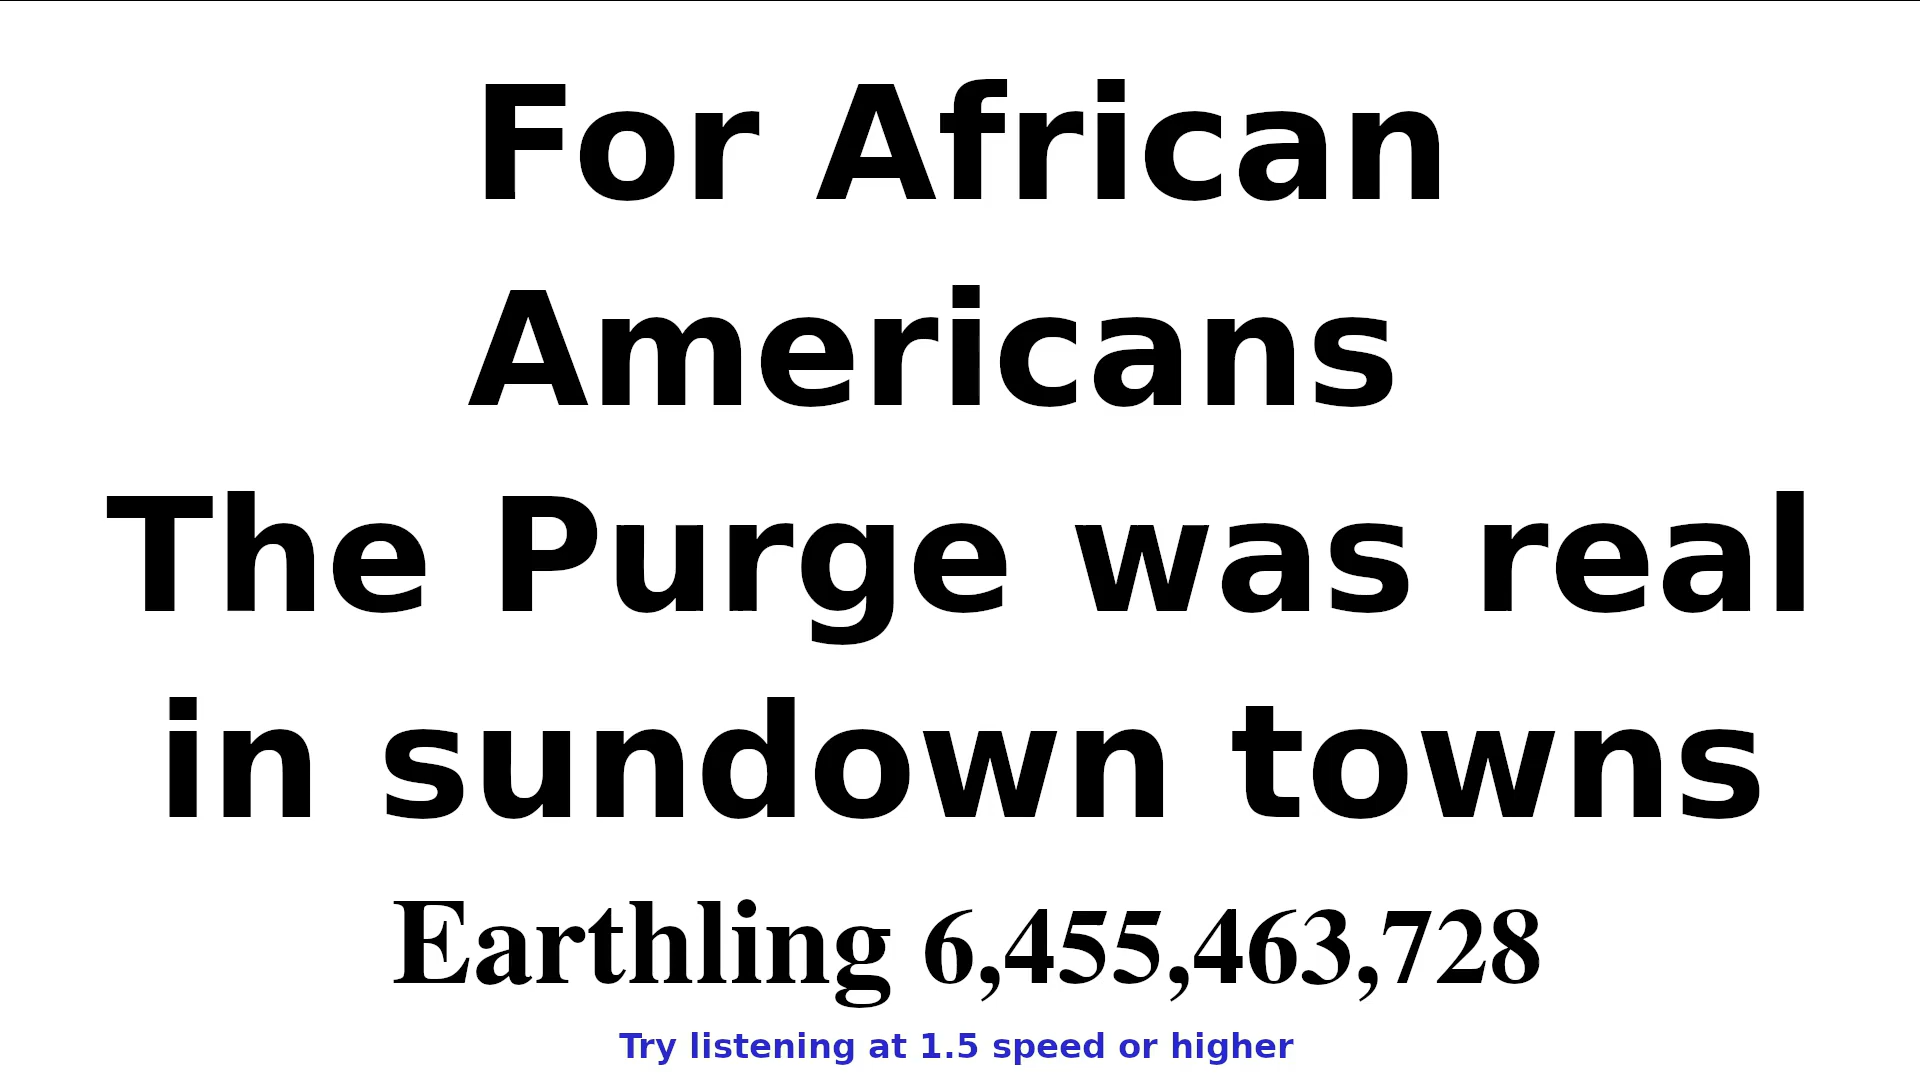 For African
Americans
The Purge was real
in sundown towns
Earthling 6,455,463,728
Try listening at 1.5 speed or higher